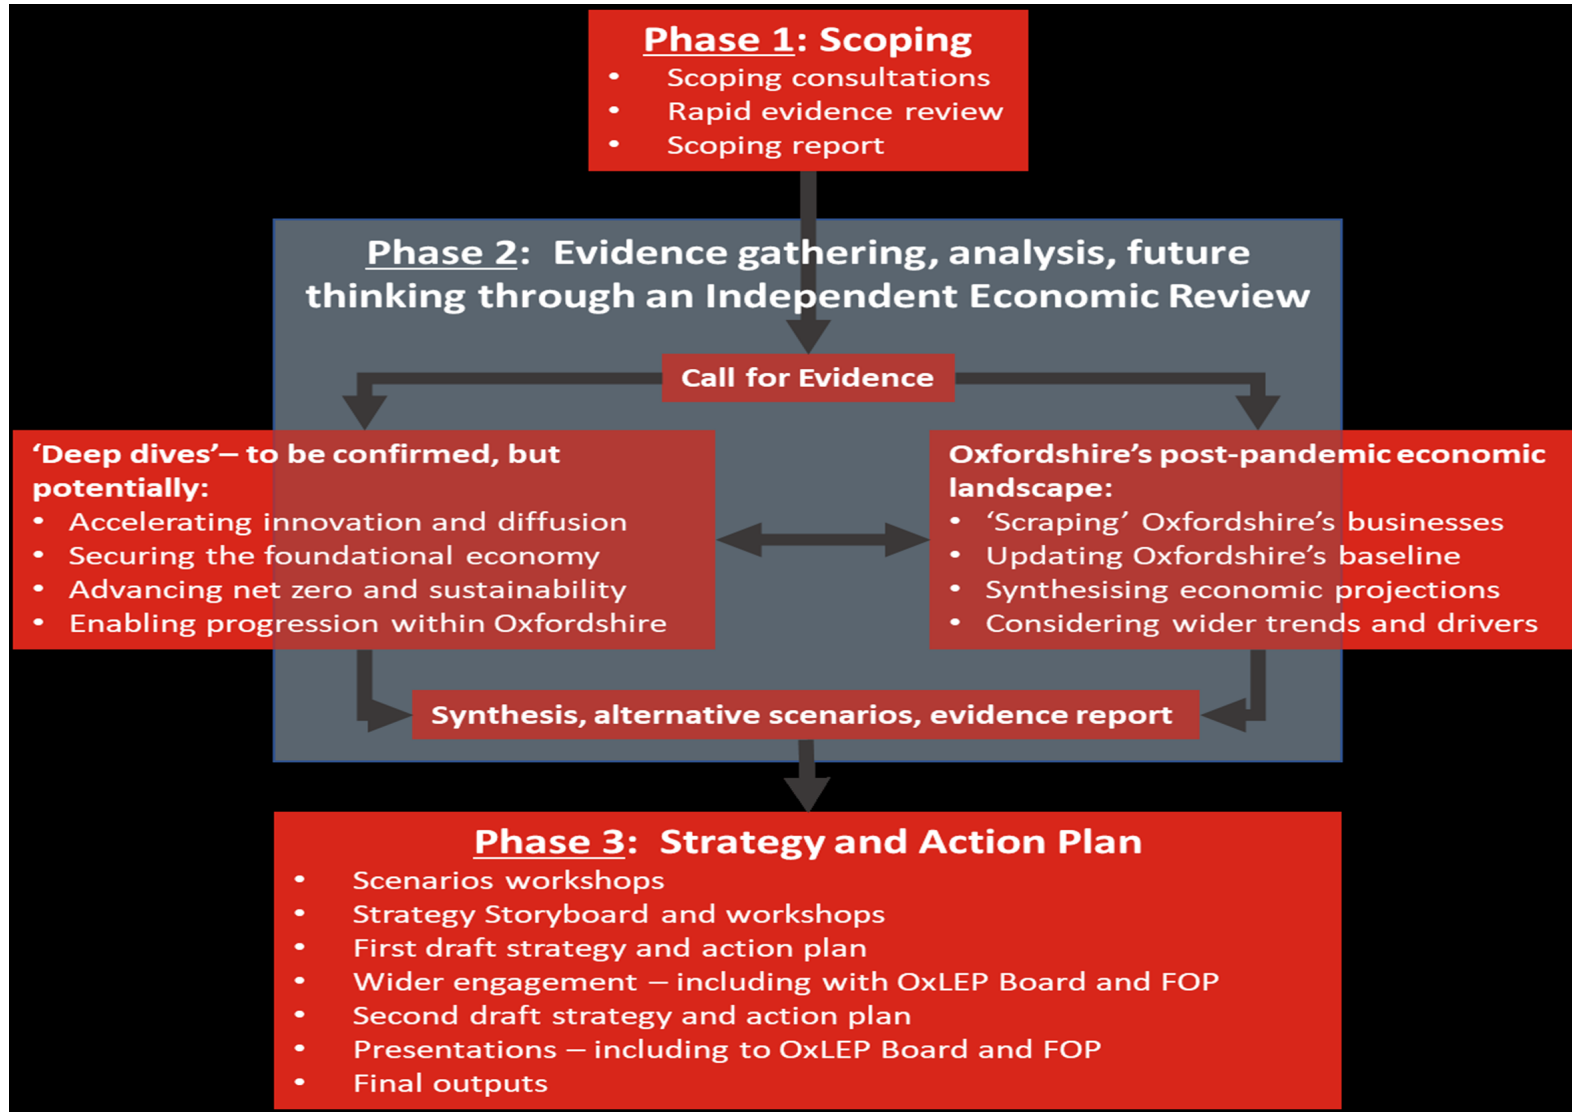 Phase 1: Scoping
• Scoping consultations
• Rapid evidence review
• Scoping report
Phase 2: Evidence gathering, analysis, future
thinking through an Independent Economic Review
Call for Evidence
‘Deep dives’– to be confirmed, but
potentially:
• Accelerating innovation and diffusion
• Securing the foundational economy
• Advancing net zero and sustainability
• Enabling progression within Oxfordshire
Oxfordshire’s post-pandemic economic
landscape:
• ‘Scraping’ Oxfordshire’s businesses
• Updating Oxfordshire’s baseline
• Synthesising economic projections
• Considering wider trends and drivers
Synthesis, alternative scenarios, evidence report
Phase 3: Strategy and Action Plan
• Scenarios workshops
• Strategy Storyboard and workshops
• First draft strategy and action plan
• Wider engagement – including with OxLEP Board and FOP
• Second draft strategy and action plan
• Presentations – including to OxLEP Board and FOP
• Final outputs